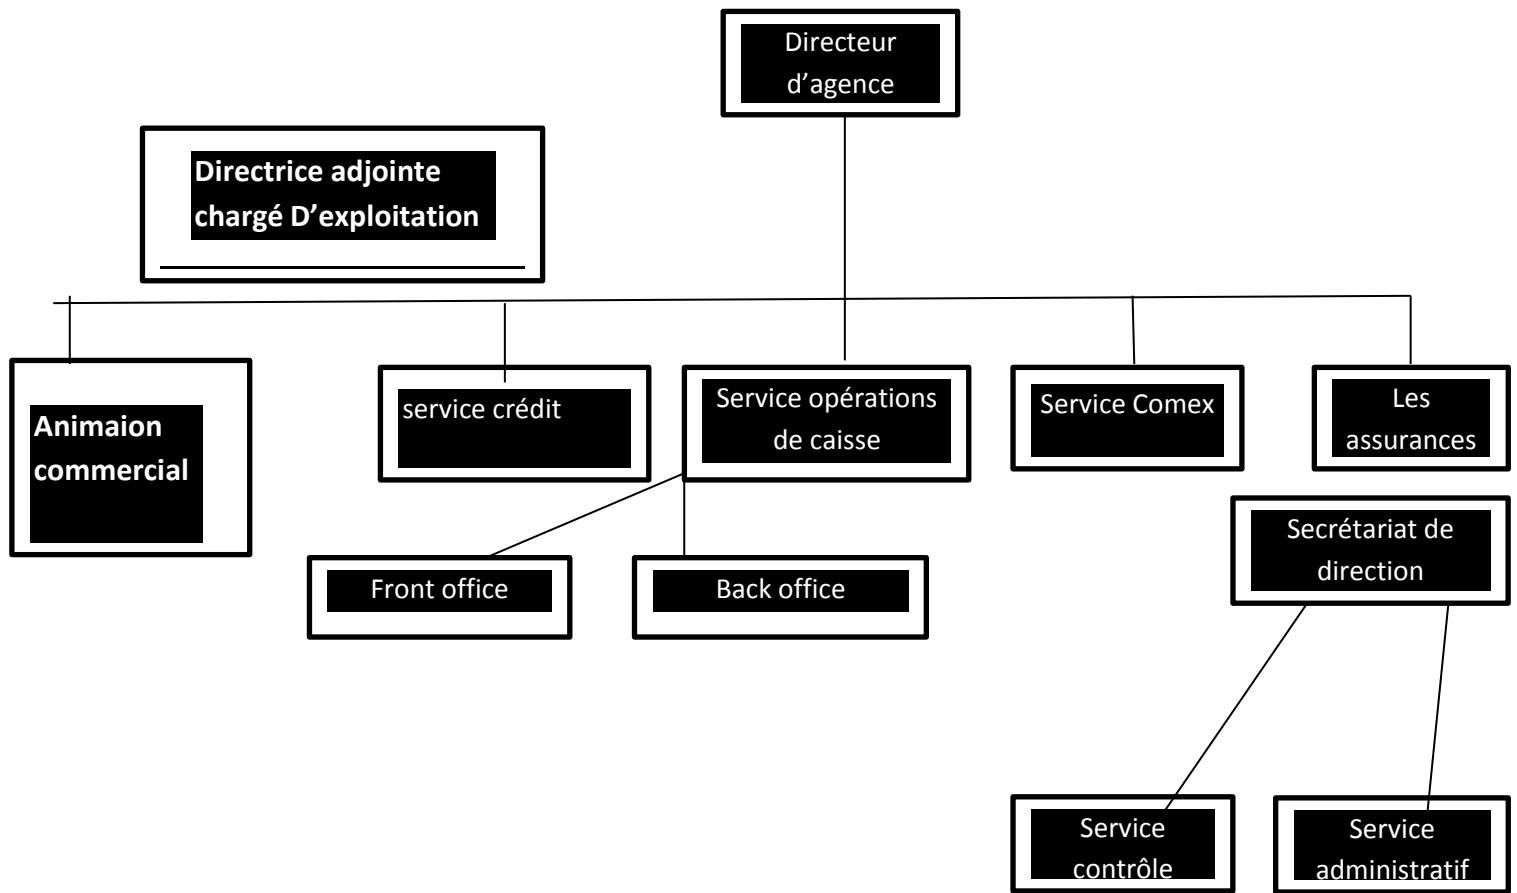 Directeur
d’agence
Directrice adjointe
chargé D’exploitation
Animaion
commercial
service crédit
Service opérations
de caisse
Service Comex
Les
assurances
Secrétariat de
direction
Front office
Back office
Service
contrôle
Service
administratif